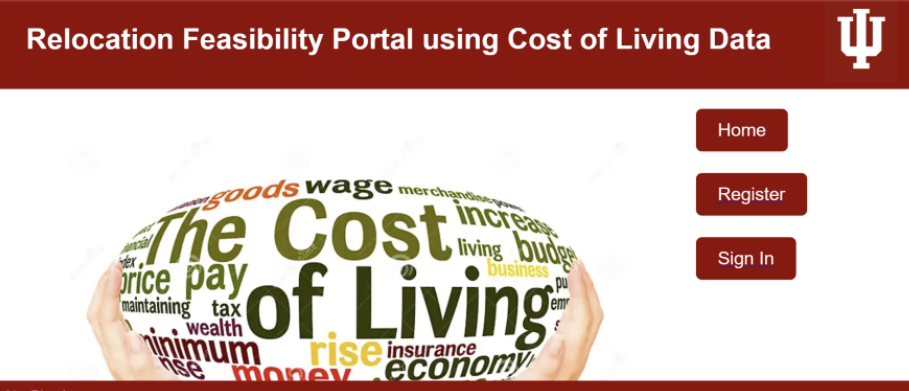 Relocation Feasibility Portal using Cost of Living Data
Home
Register
Sign In
goods wage merchandise
The Cost increase
living budget
business
price pay
maintaining tax of Living
wealth
minimum rise insurance
money economy